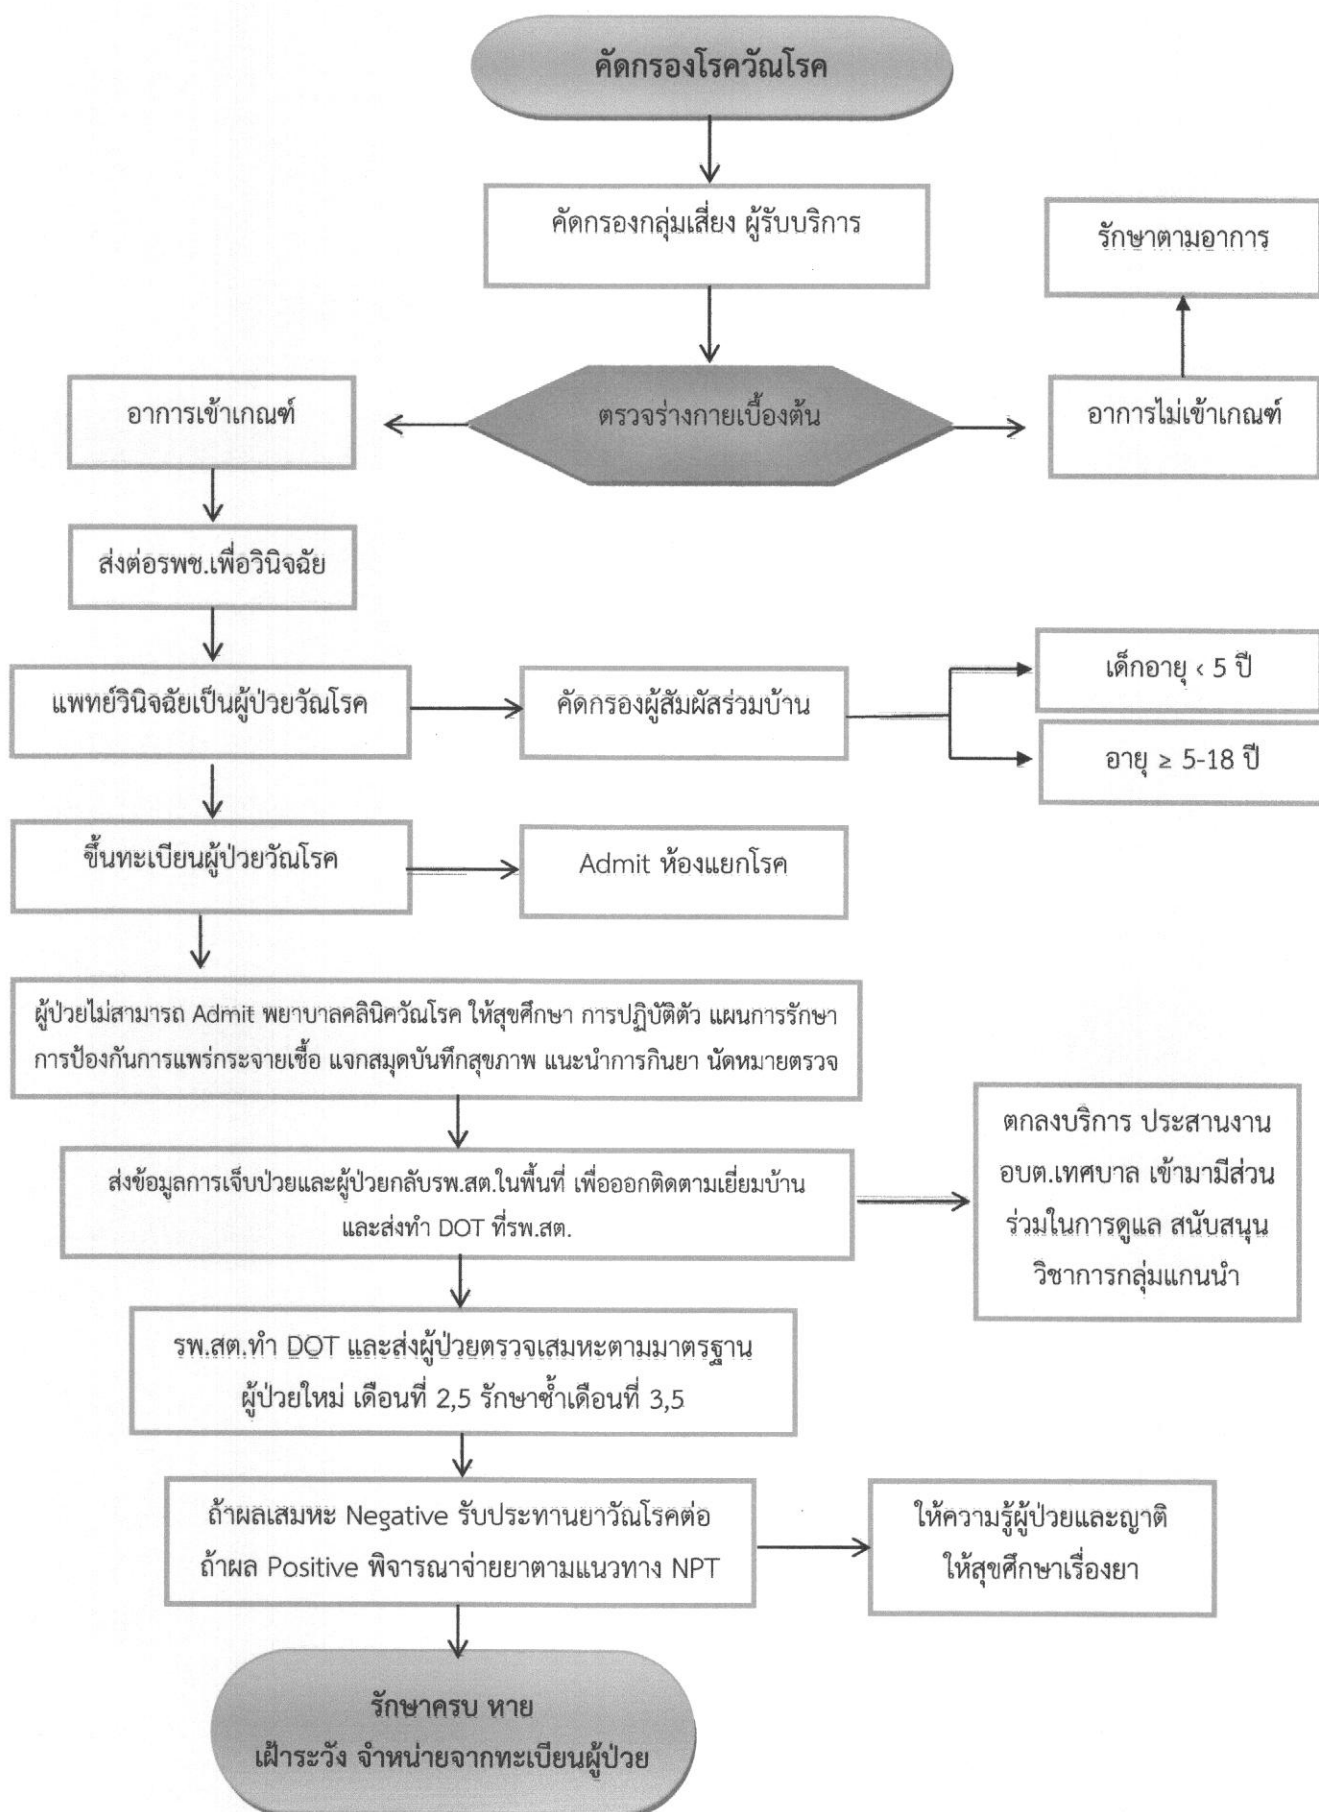 คัดกรองโรควัณโรค
คัดกรองกลุ่มเสี่ยง ผู้รับบริการ
รักษาตามอาการ
อาการเข้าเกณฑ์
ตรวจร่างกายเบื้องต้น
อาการไม่เข้าเกณฑ์
ส่งต่อรพช.เพื่อวินิจฉัย
แพทย์วินิจฉัยเป็นผู้ป่วยวัณโรค
คัดกรองผู้สัมผัสร่วมบ้าน
เด็กอายุ < 5 ปี
อายุ ≥ 5-18 ปี
ขึ้นทะเบียนผู้ป่วยวัณโรค
Admit ห้องแยกโรค
ผู้ป่วยไม่สามารถ Admit พยาบาลคลินิควัณโรค ให้สุขศึกษา การปฏิบัติตัว แผนการรักษา
การป้องกันการแพร่กระจายเชื้อ แจกสมุดบันทึกสุขภาพ แนะนำการกินยา นัดหมายตรวจ
ส่งข้อมูลการเจ็บป่วยและผู้ป่วยกลับรพ.สต.ในพื้นที่ เพื่อออกติดตามเยี่ยมบ้าน
และส่งทำ DOT ที่รพ.สต.
ตกลงบริการ ประสานงาน
อบต.เทศบาล เข้ามามีส่วน
ร่วมในการดูแล สนับสนุน
วิชาการกลุ่มแกนนำ
รพ.สต.ทำ DOT และส่งผู้ป่วยตรวจเสมหะตามมาตรฐาน
ผู้ป่วยใหม่ เดือนที่ 2,5 รักษาซ้ำเดือนที่ 3,5
ถ้าผลเสมหะ Negative รับประทานยาวัณโรคต่อ
ถ้าผล Positive พิจารณาจ่ายยาตามแนวทาง NPT
ให้ความรู้ผู้ป่วยและญาติ
ให้สุขศึกษาเรื่องยา
รักษาครบ หาย
เฝ้าระวัง จำหน่ายจากทะเบียนผู้ป่วย